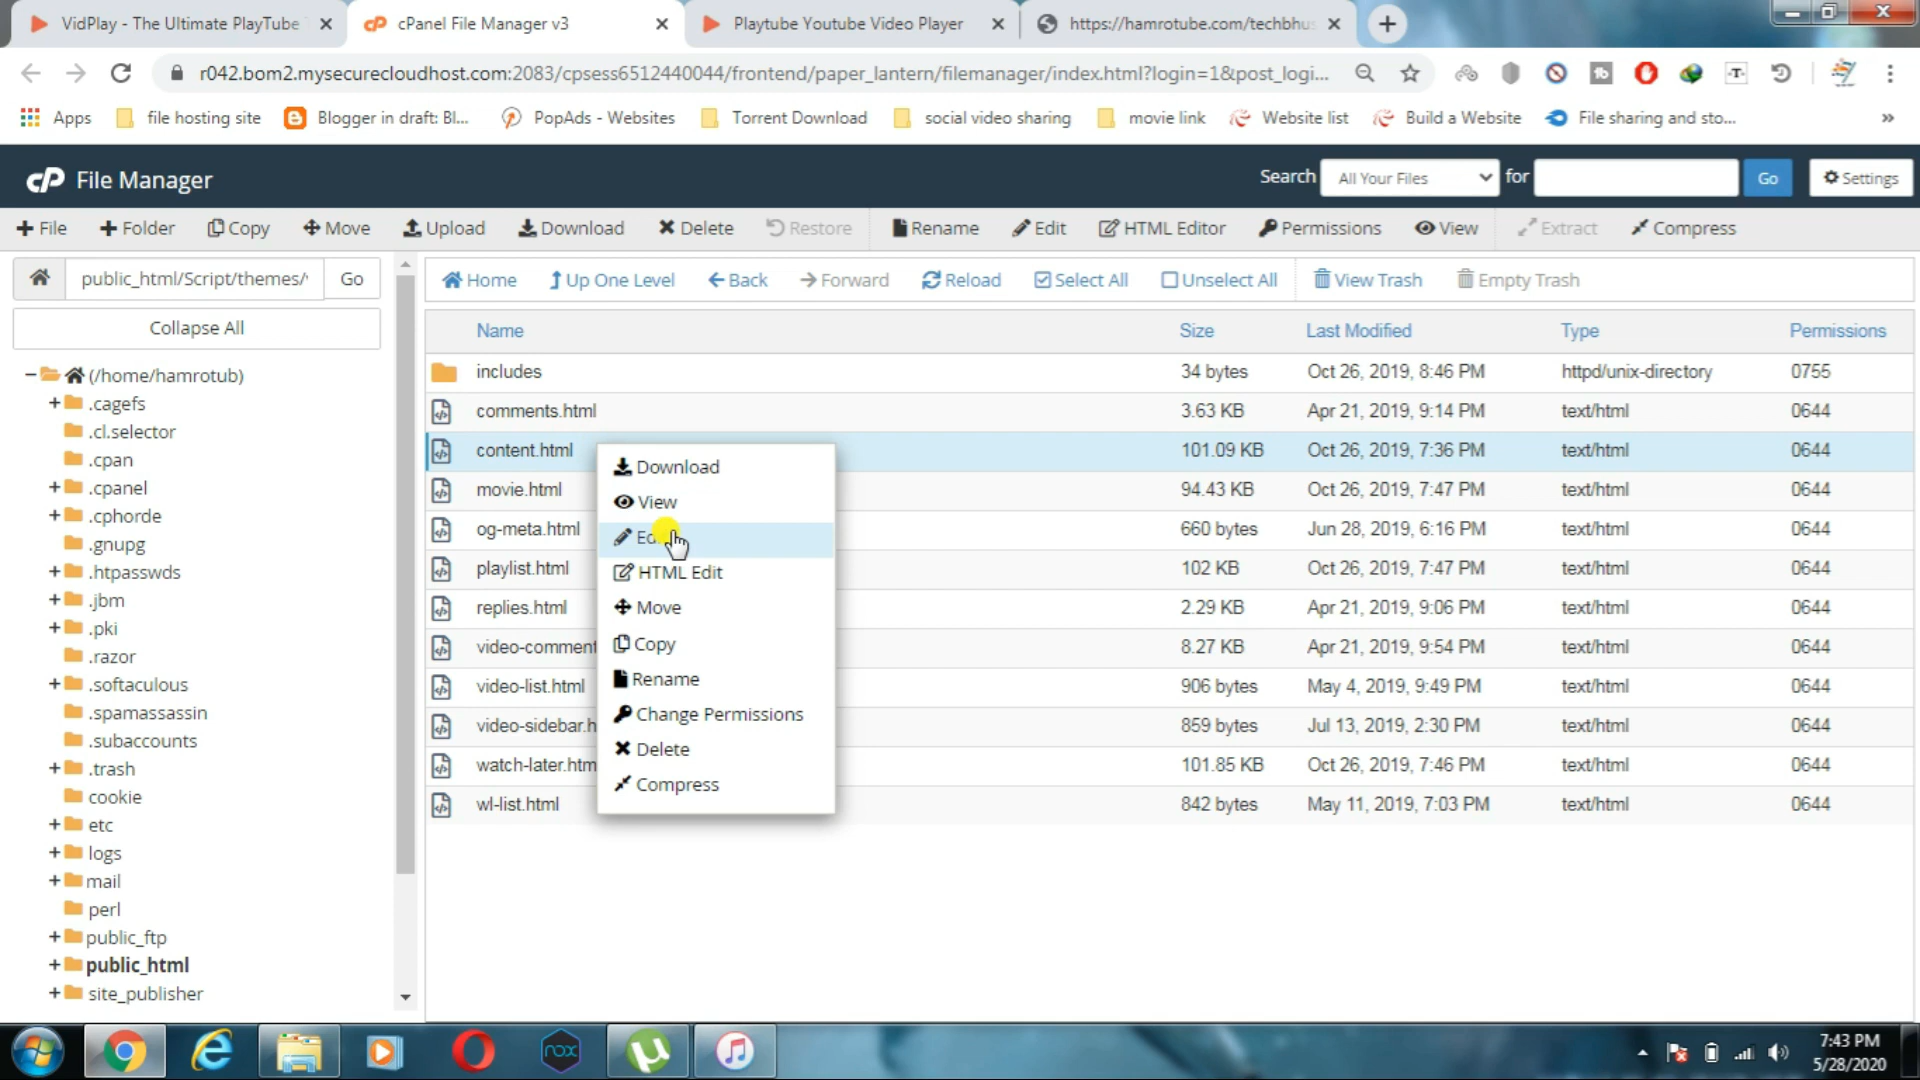 VidPlay - The Ultimate PlayTube
cPanel File Manager v3
Playtube Youtube Video Player
https://hamrotube.com/techbhus
r042.bom2.mysecurecloudhost.com:2083/cpsess6512440044/frontend/paper_lantern/filemanager/index.html?login=1&post_logi...
Apps file hosting site Blogger in draft: Bl... PopAds - Websites Torrent Download social video sharing movie link Website list Build a Website File sharing and sto... »
cP File Manager
Search All Your Files for Go Settings
File Folder Copy Move Upload Download Delete Restore Rename Edit HTML Editor Permissions View Extract Compress
public_html/Script/themes/ Go
Collapse All
(/home/hamrotub)
.cagefs
.cl.selector
.cpan
.cpanel
.cphorde
.gnupg
.htpasswds
.jbm
.pki
.razor
.softaculous
.spamassassin
.subaccounts
.trash
cookie
etc
logs
mail
perl
public_ftp
public_html
site_publisher
Home Up One Level Back Forward Reload Select All Unselect All View Trash Empty Trash
Name Size Last Modified Type Permissions
includes 34 bytes Oct 26, 2019, 8:46 PM httpd/unix-directory 0755
comments.html 3.63 KB Apr 21, 2019, 9:14 PM text/html 0644
content.html 101.09 KB Oct 26, 2019, 7:36 PM text/html 0644
movie.html 94.43 KB Oct 26, 2019, 7:47 PM text/html 0644
og-meta.html 660 bytes Jun 28, 2019, 6:16 PM text/html 0644
playlist.html 102 KB Oct 26, 2019, 7:47 PM text/html 0644
replies.html 2.29 KB Apr 21, 2019, 9:06 PM text/html 0644
video-comment 8.27 KB Apr 21, 2019, 9:54 PM text/html 0644
video-list.html 906 bytes May 4, 2019, 9:49 PM text/html 0644
video-sidebar.h 859 bytes Jul 13, 2019, 2:30 PM text/html 0644
watch-later.htm 101.85 KB Oct 26, 2019, 7:46 PM text/html 0644
wl-list.html 842 bytes May 11, 2019, 7:03 PM text/html 0644
Download
View
HTML Edit
Move
Copy
Rename
Change Permissions
Delete
Compress
nox
7:43 PM
5/28/2020